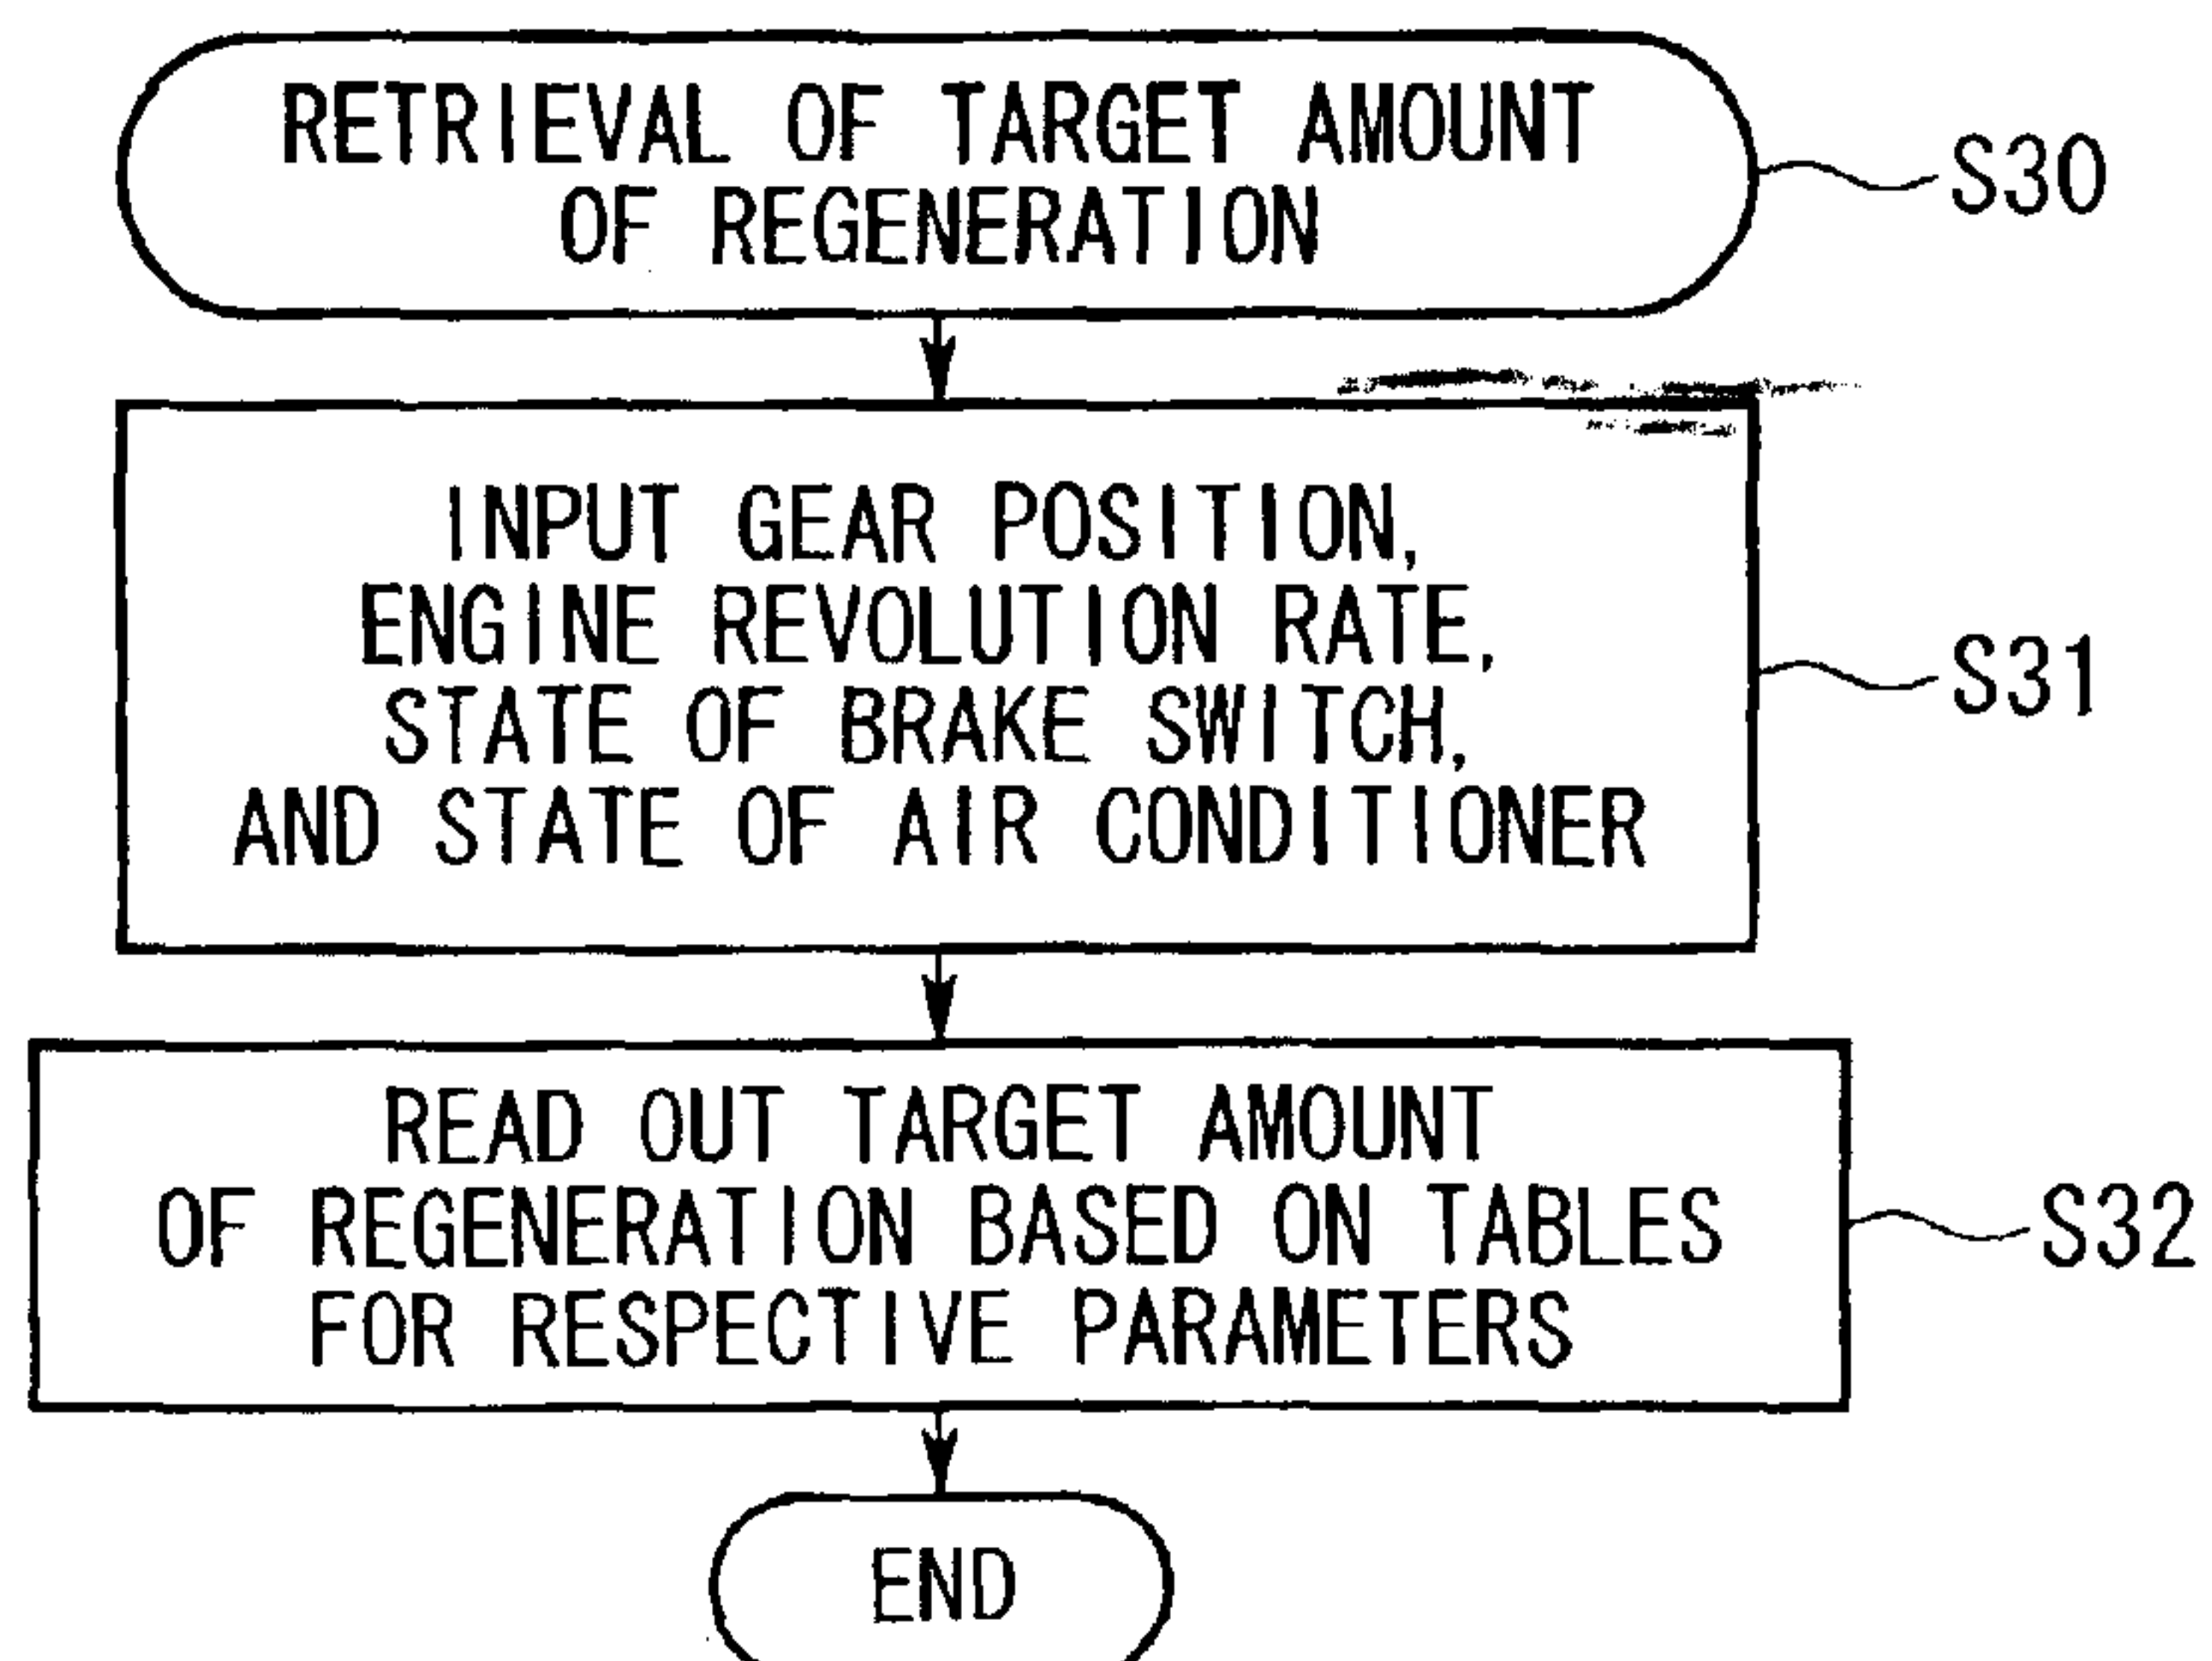 RETRIEVAL OF TARGET AMOUNT
OF REGENERATION
S30
INPUT GEAR POSITION,
ENGINE REVOLUTION RATE,
STATE OF BRAKE SWITCH,
AND STATE OF AIR CONDITIONER
S31
READ OUT TARGET AMOUNT
OF REGENERATION BASED ON TABLES
FOR RESPECTIVE PARAMETERS
S32
END